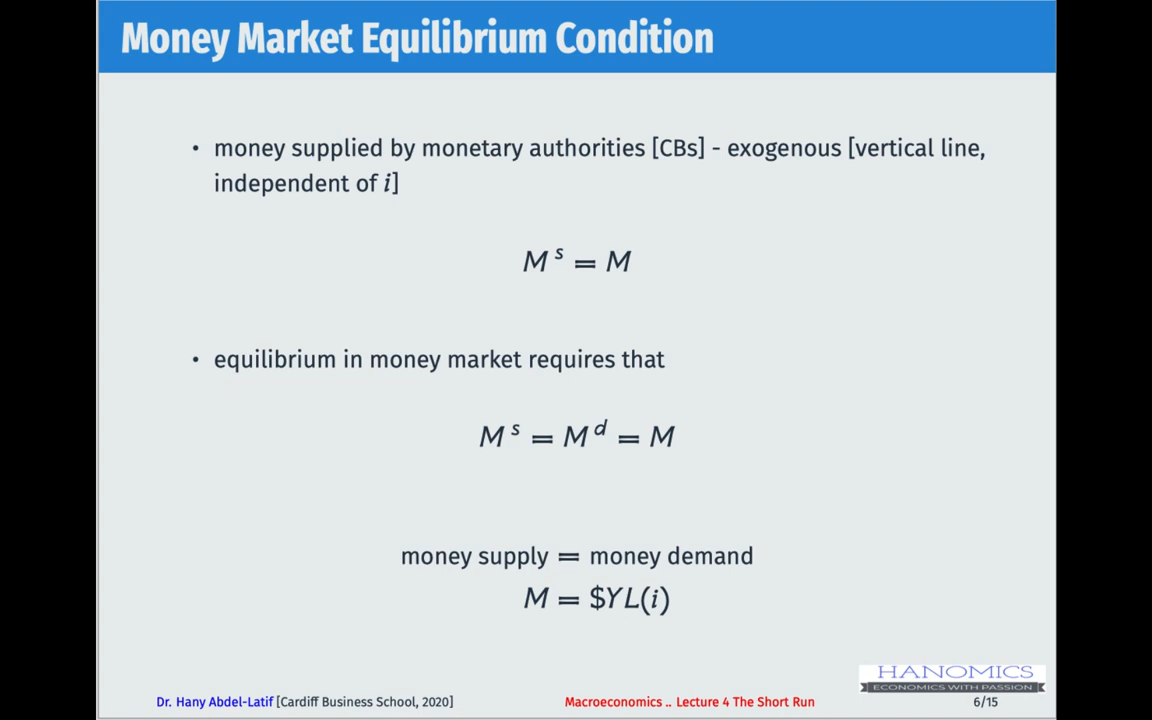 Money Market Equilibrium Condition
• money supplied by monetary authorities [CBs] - exogenous [vertical line,
independent of i]
M^s = M
• equilibrium in money market requires that
M^s = M^d = M
money supply = money demand
M = $YL(i)
HANOMICS
ECONOMICS WITH PASSION
Dr. Hany Abdel-Latif [Cardiff Business School, 2020] Macroeconomics .. Lecture 4 The Short Run 6/15